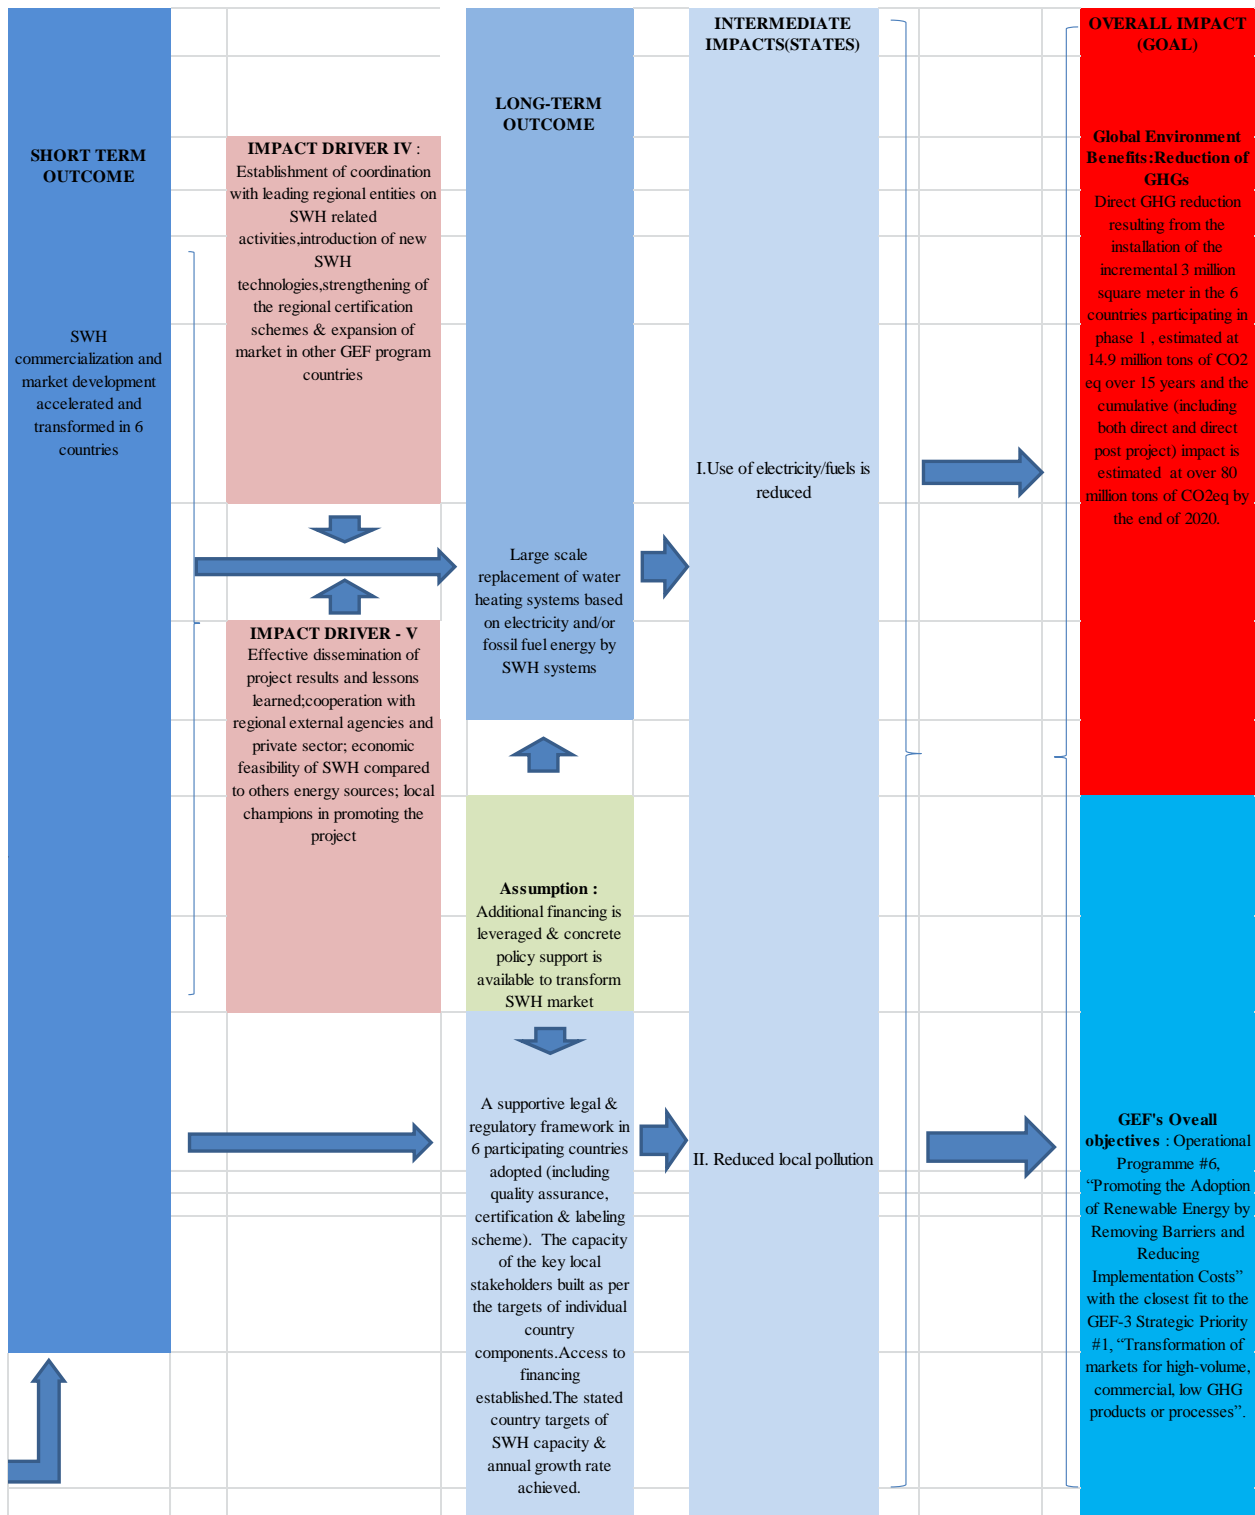 SHORT TERM
OUTCOME
SWH
commercialization and
market development
accelerated and
transformed in 6
countries
IMPACT DRIVER IV :
Establishment of coordination
with leading regional entities on
SWH related
activities,introduction of new
SWH
technologies,strengthening of
the regional certification
schemes & expansion of
market in other GEF program
countries
IMPACT DRIVER - V
Effective dissemination of
project results and lessons
learned;cooperation with
regional external agencies and
private sector; economic
feasibility of SWH compared
to others energy sources; local
champions in promoting the
project
LONG-TERM
OUTCOME
Large scale
replacement of water
heating systems based
on electricity and/or
fossil fuel energy by
SWH systems
Assumption :
Additional financing is
leveraged & concrete
policy support is
available to transform
SWH market
A supportive legal &
regulatory framework in
6 participating countries
adopted (including
quality assurance,
certification & labeling
scheme). The capacity
of the key local
stakeholders built as per
the targets of individual
country
components.Access to
financing
established.The stated
country targets of
SWH capacity &
annual growth rate
achieved.
INTERMEDIATE
IMPACTS(STATES)
I.Use of electricity/fuels is
reduced
II. Reduced local pollution
OVERALL IMPACT
(GOAL)
Global Environment
Benefits:Reduction of
GHGs
Direct GHG reduction
resulting from the
installation of the
incremental 3 million
square meter in the 6
countries participating in
phase 1 , estimated at
14.9 million tons of CO2
eq over 15 years and the
cumulative (including
both direct and direct
post project) impact is
estimated at over 80
million tons of CO2eq by
the end of 2020.
GEF's Oveall
objectives : Operational
Programme #6,
“Promoting the Adoption
of Renewable Energy by
Removing Barriers and
Reducing
Implementation Costs”
with the closest fit to the
GEF-3 Strategic Priority
#1, “Transformation of
markets for high-volume,
commercial, low GHG
products or processes”.